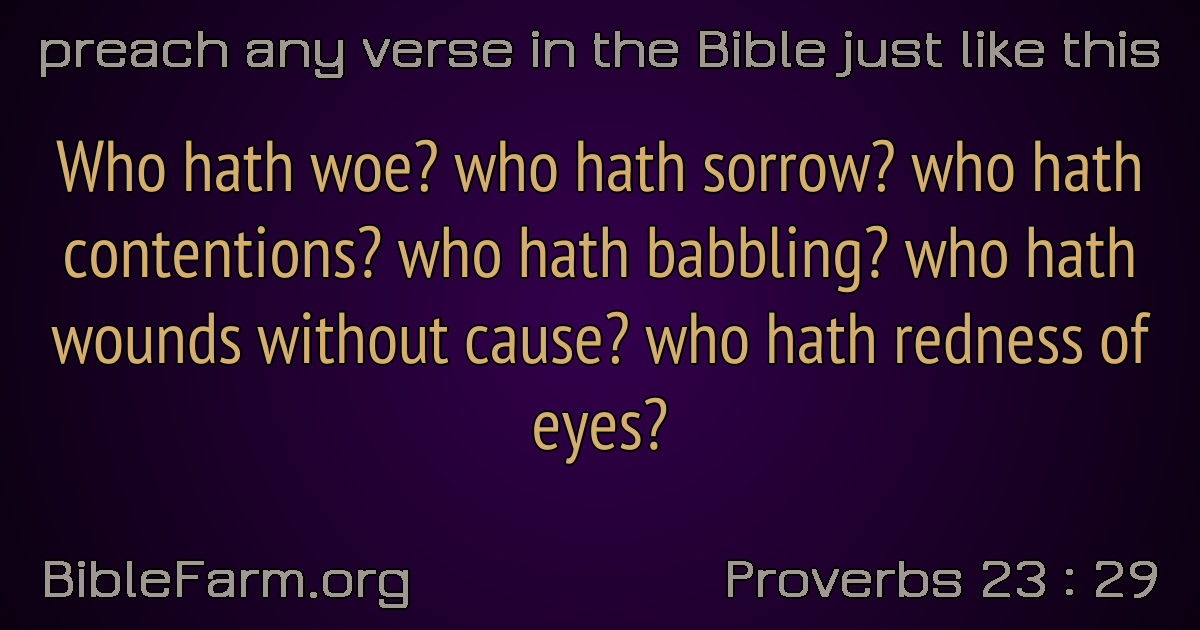 preach any verse in the Bible just like this
Who hath woe? who hath sorrow? who hath
contentions? who hath babbling? who hath
wounds without cause? who hath redness of
eyes?
BibleFarm.org
Proverbs 23 : 29